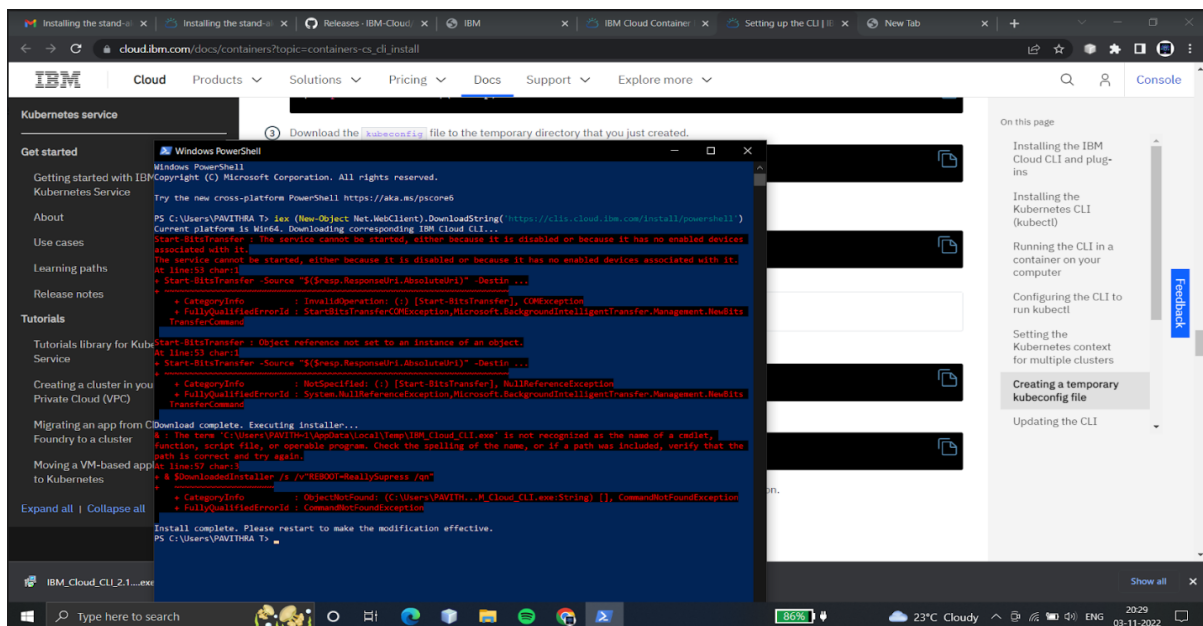 Installing the stand-al
Installing the stand-al
Releases · IBM-Cloud/
IBM
IBM Cloud Container
Setting up the CLI | IB
New Tab
cloud.ibm.com/docs/containers?topic=containers-cs_cli_install
IBM
Cloud
Products
Solutions
Pricing
Docs
Support
Explore more
Console
Kubernetes service
Get started
Getting started with IBM
Kubernetes Service
About
Use cases
Learning paths
Release notes
Tutorials
Tutorials library for Kube
Service
Creating a cluster in you
Private Cloud (VPC)
Migrating an app from Cl
Foundry to a cluster
Moving a VM-based appl
to Kubernetes
Expand all | Collapse all
3 Download the kubeconfig file to the temporary directory that you just created.
Windows PowerShell
Windows PowerShell
Copyright (C) Microsoft Corporation. All rights reserved.
Try the new cross-platform PowerShell https://aka.ms/pscore6
PS C:\Users\PAVITHRA T> iex (New-Object Net.WebClient).DownloadString('https://clis.cloud.ibm.com/install/powershell')
Current platform is Win64. Downloading corresponding IBM Cloud CLI...
Start-BitsTransfer : The service cannot be started, either because it is disabled or because it has no enabled devices
associated with it.
The service cannot be started, either because it is disabled or because it has no enabled devices associated with it.
At line:53 char:1
+ Start-BitsTransfer -Source "$($resp.ResponseUri.AbsoluteUri)" -Destin ...
+ ~~~~~~~~~~~~~~~~~~~~~~~~~~~~~~~~~~~~~~~~~~~~~~~~~~~~~~~~~~~~~~~~~~~~~
+ CategoryInfo : InvalidOperation: (:) [Start-BitsTransfer], COMException
+ FullyQualifiedErrorId : StartBitsTransferCOMException,Microsoft.BackgroundIntelligentTransfer.Management.NewBits
TransferCommand
Start-BitsTransfer : Object reference not set to an instance of an object.
At line:53 char:1
+ Start-BitsTransfer -Source "$($resp.ResponseUri.AbsoluteUri)" -Destin ...
+ ~~~~~~~~~~~~~~~~~~~~~~~~~~~~~~~~~~~~~~~~~~~~~~~~~~~~~~~~~~~~~~~~~~~~~
+ CategoryInfo : NotSpecified: (:) [Start-BitsTransfer], NullReferenceException
+ FullyQualifiedErrorId : System.NullReferenceException,Microsoft.BackgroundIntelligentTransfer.Management.NewBits
TransferCommand
Download complete. Executing installer...
& : The term 'C:\Users\PAVITH~1\AppData\Local\Temp\IBM_Cloud_CLI.exe' is not recognized as the name of a cmdlet,
function, script file, or operable program. Check the spelling of the name, or if a path was included, verify that the
path is correct and try again.
At line:57 char:3
+ & $DownloadedInstaller /s /v"REBOOT=ReallySupress /qn"
+ ~~~~~~~~~~~~~~~~~~~~
+ CategoryInfo : ObjectNotFound: (C:\Users\PAVITH...M_Cloud_CLI.exe:String) [], CommandNotFoundException
+ FullyQualifiedErrorId : CommandNotFoundException
Install complete. Please restart to make the modification effective.
PS C:\Users\PAVITHRA T>
on.
On this page
Installing the IBM
Cloud CLI and plug-
ins
Installing the
Kubernetes CLI
(kubectl)
Running the CLI in a
container on your
computer
Configuring the CLI to
run kubectl
Setting the
Kubernetes context
for multiple clusters
Creating a temporary
kubeconfig file
Updating the CLI
Feedback
IBM_Cloud_CLI_2.1....exe
Show all
Type here to search
86%
23°C Cloudy
ENG
20:29
03-11-2022